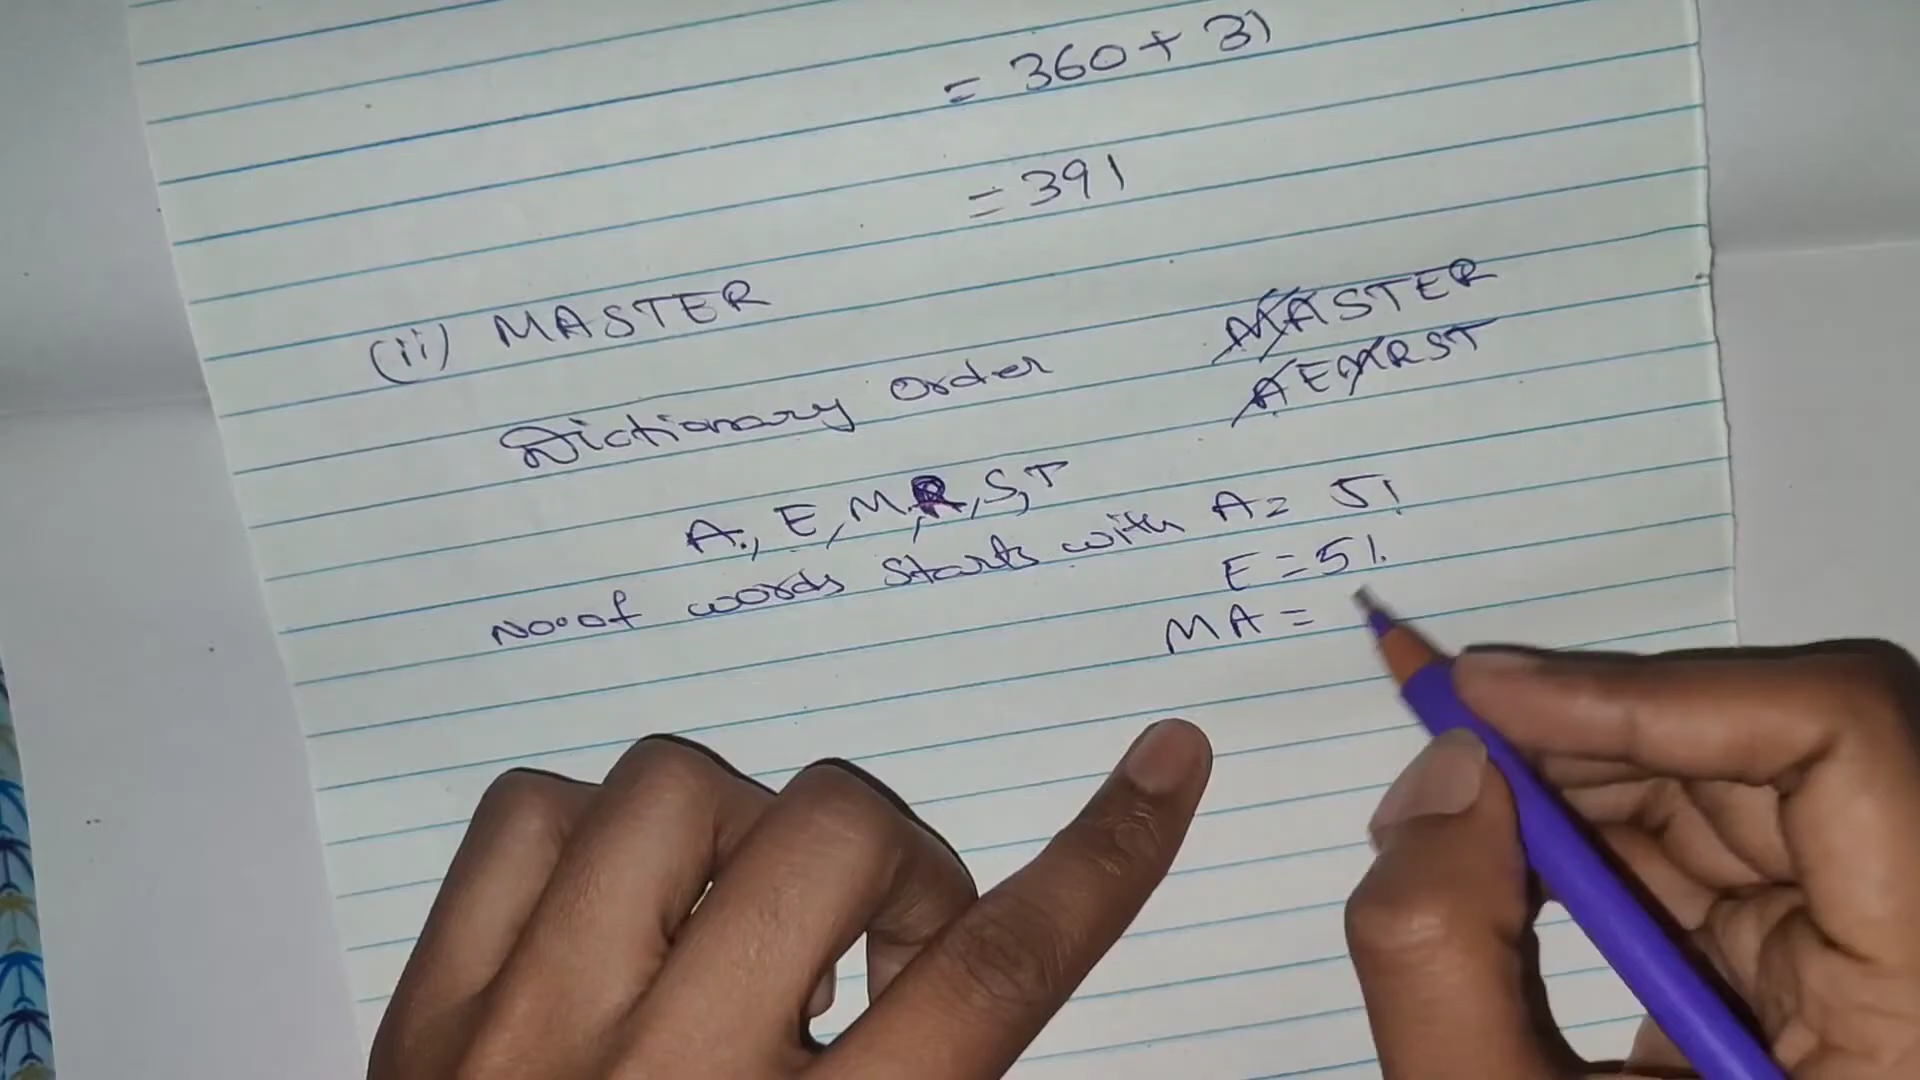 = 360 + 31
= 391
(ii) MASTER
MASTER
Dictionary Order
AEMRST
A, E, M, R, S, T
No. of words starts with A = 5!
E = 5!
MA =